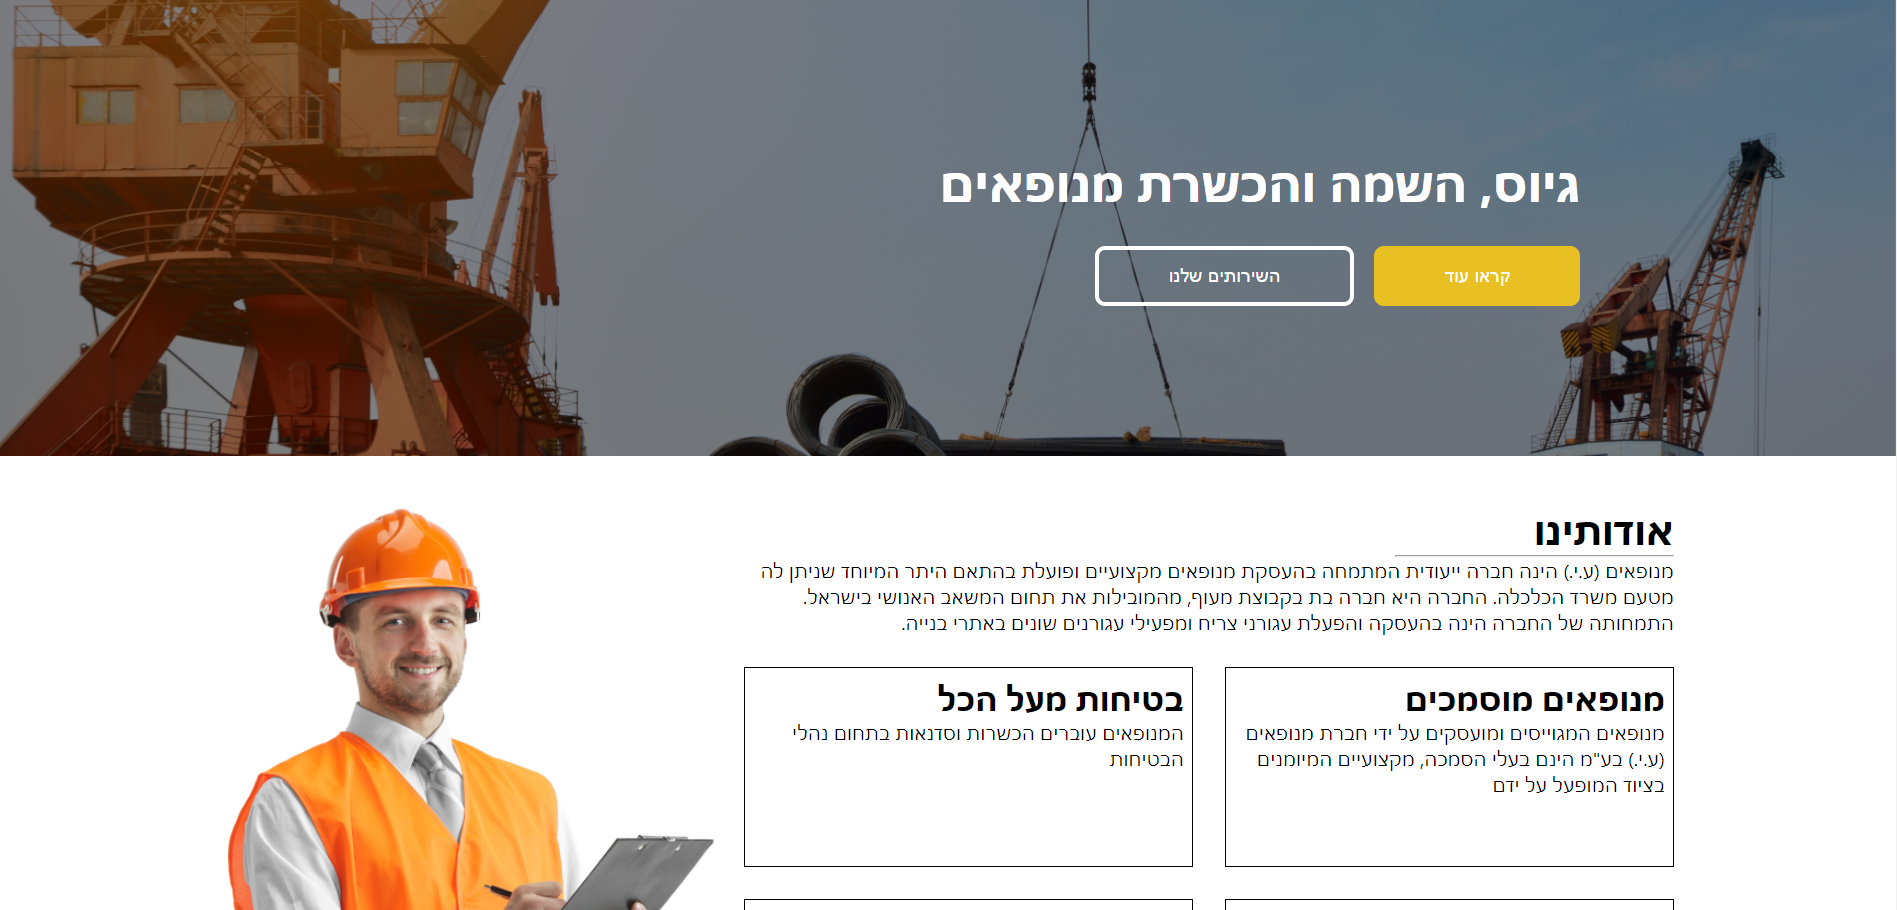 גיוס, השמה והכשרת מנופאים
קראו עוד
השירותים שלנו
אודותינו
מנופאים (ע.י.) הינה חברה ייעודית המתמחה בהעסקת מנופאים מקצועיים ופועלת בהתאם היתר המיוחד שניתן לה
מטעם משרד הכלכלה. החברה היא חברה בת בקבוצת מעוף, מהמובילות את תחום המשאב האנושי בישראל.
התמחותה של החברה הינה בהעסקה והפעלת עגורני צריח ומפעילי עגורנים שונים באתרי בנייה.
מנופאים מוסמכים
מנופאים המגוייסים ומועסקים על ידי חברת מנופאים
(ע.י.) בע"מ הינם בעלי הסמכה, מקצועיים המיומנים
בציוד המופעל על ידם
בטיחות מעל הכל
המנופאים עוברים הכשרות וסדנאות בתחום נהלי
הבטיחות